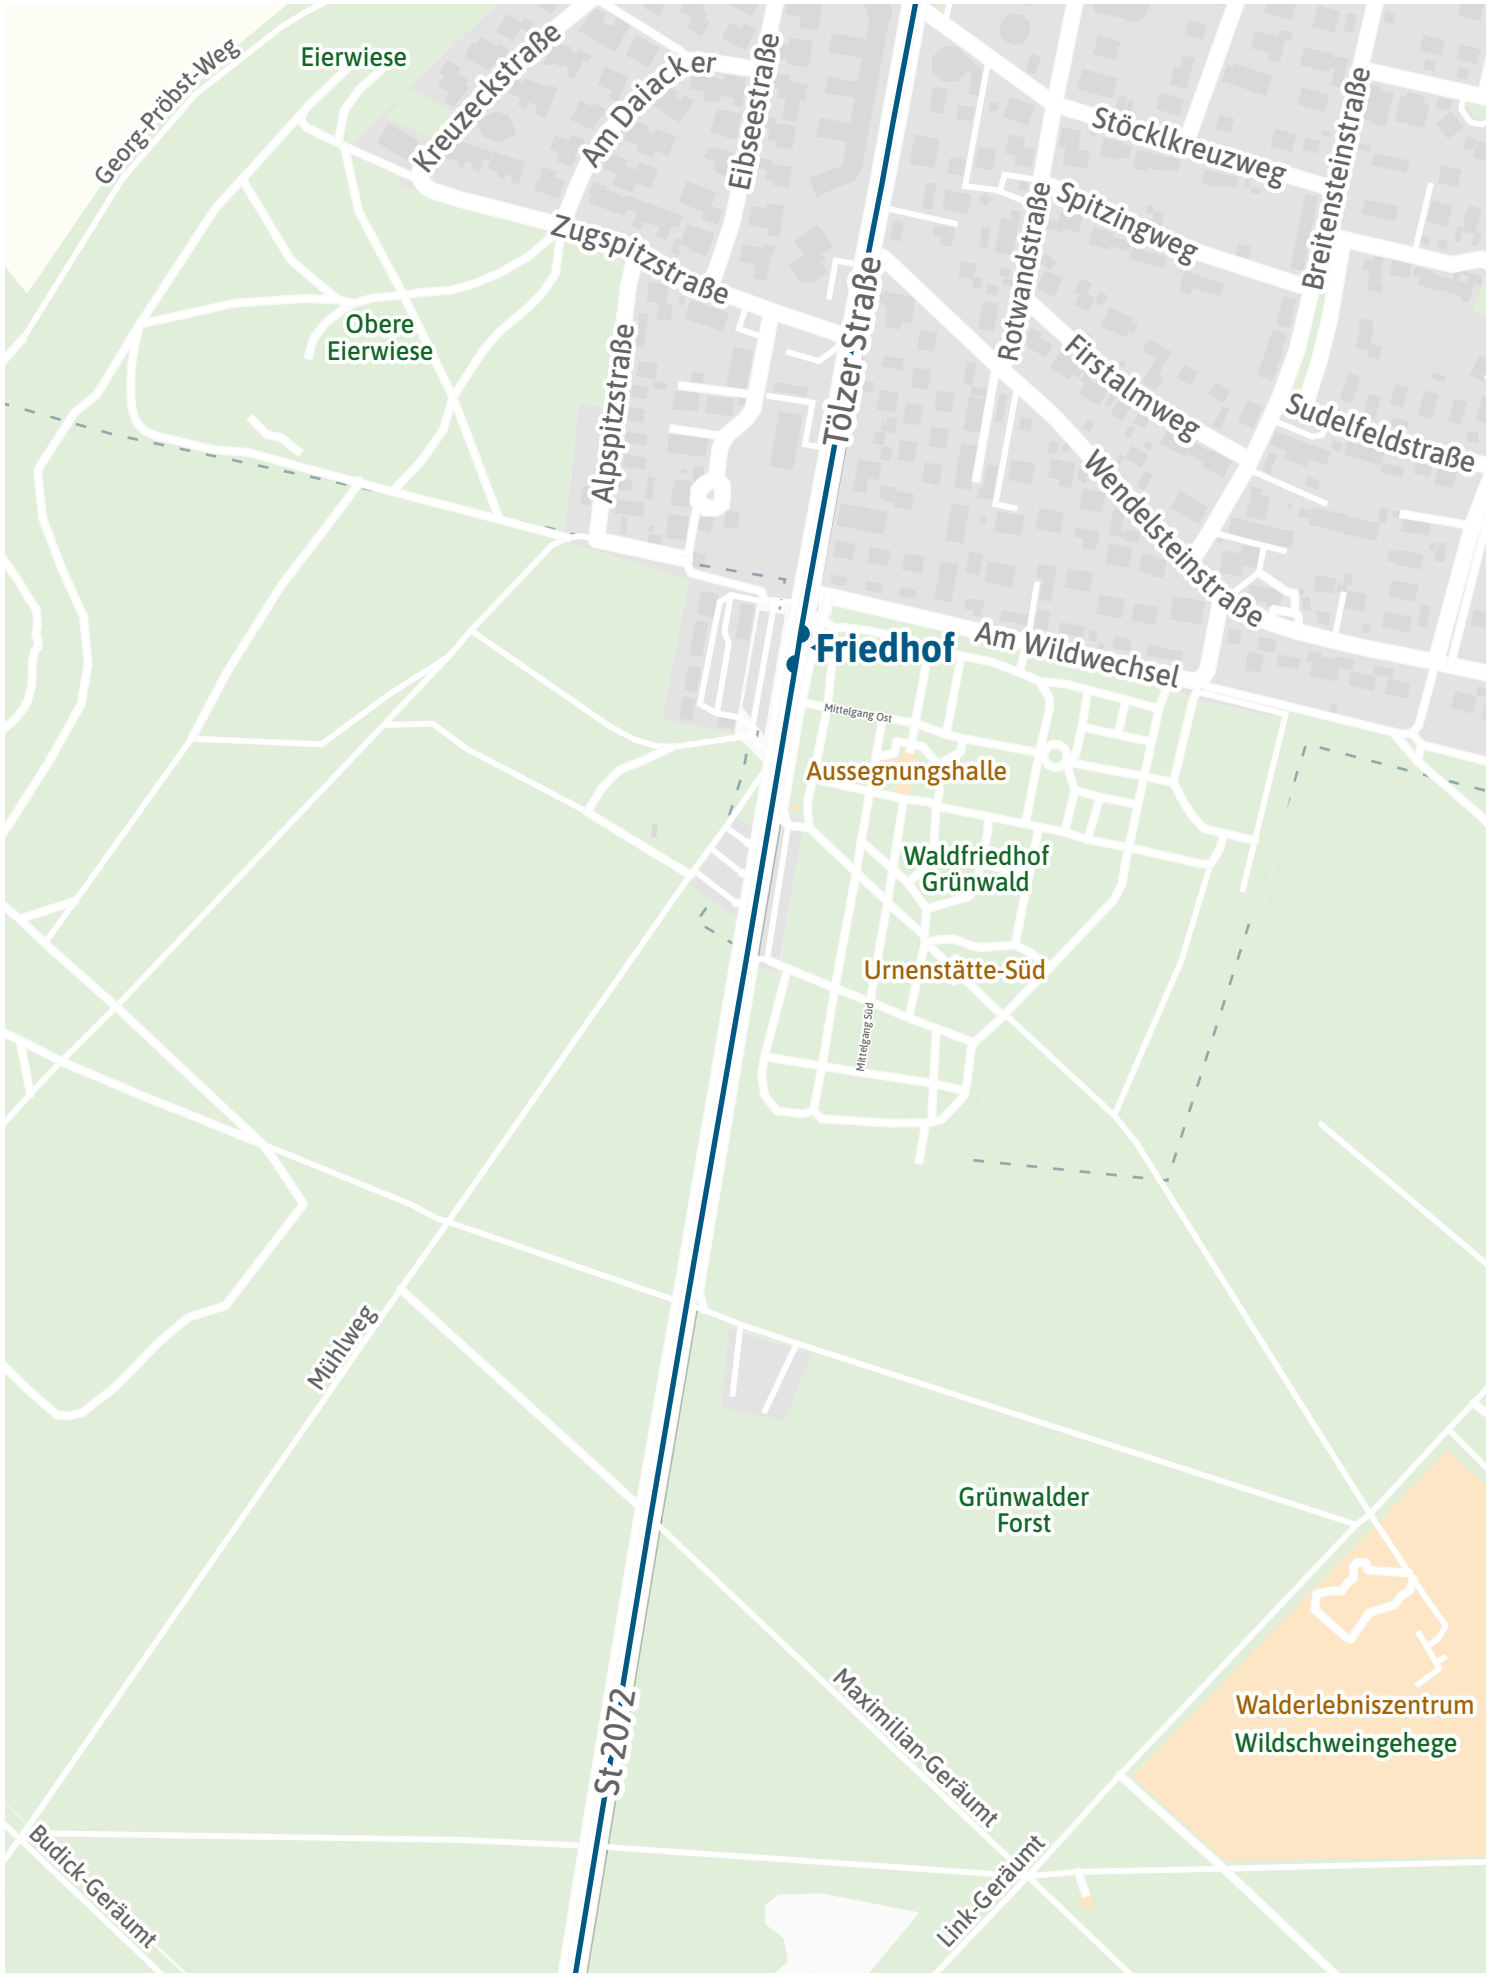 Eierwiese
Georg-Pröbst-Weg
Kreuzeckstraße
Am Daiacker
Eibseestraße
Stöcklkreuzweg
Breitensteinstraße
Spitzingweg
Rotwandstraße
Zugspitzstraße
Tölzer Straße
Obere
Eierwiese
Alpspitzstraße
Firstalmweg
Sudelfeldstraße
Wendelsteinstraße
Friedhof
Am Wildwechsel
Mittelgang Ost
Aussegnungshalle
Waldfriedhof
Grünwald
Urnenstätte-Süd
Mittelgang Süd
Mühlweg
Grünwalder
Forst
St 2072
Maximilian-Geräumt
Walderlebniszentrum
Wildschweingehege
Budick-Geräumt
Link-Geräumt